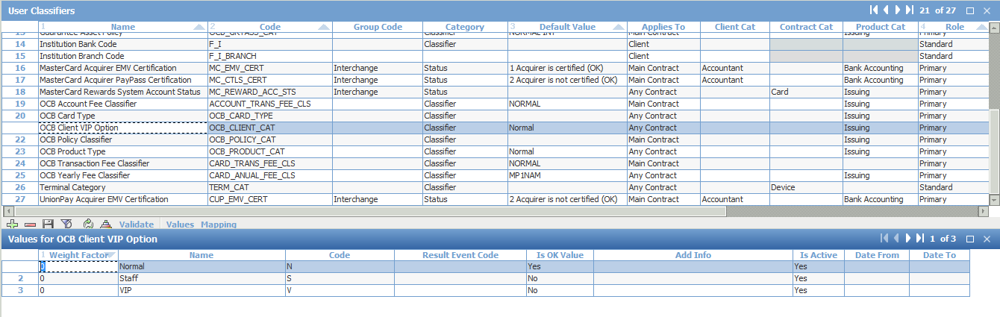 User Classifiers 21 of 27
1 Name 2 Code Group Code Category 3 Default Value Applies To Client Cat Contract Cat Product Cat 4 Role
15 Guarantee Asset Policy Classifier NORMAL INT Main Contract Issuing Primary
14 Institution Bank Code F_I Classifier Client Standard
15 Institution Branch Code F_I_BRANCH Client Standard
16 MasterCard Acquirer EMV Certification MC_EMV_CERT Interchange Status 1 Acquirer is certified (OK) Main Contract Accountant Bank Accounting Primary
17 MasterCard Acquirer PayPass Certification MC_CTLS_CERT Interchange Status 2 Acquirer is not certified (OK) Main Contract Accountant Bank Accounting Primary
18 MasterCard Rewards System Account Status MC_REWARD_ACC_STS Interchange Status Any Contract Card Issuing Primary
19 OCB Account Fee Classifier ACCOUNT_TRANS_FEE_CLS Classifier NORMAL Any Contract Issuing Primary
20 OCB Card Type OCB_CARD_TYPE Classifier Any Contract Issuing Primary
OCB Client VIP Option OCB_CLIENT_CAT Classifier Normal Any Contract Issuing Primary
22 OCB Policy Classifier OCB_POLICY_CAT Classifier Main Contract Issuing Primary
23 OCB Product Type OCB_PRODUCT_CAT Classifier Normal Any Contract Issuing Primary
24 OCB Transaction Fee Classifier CARD_TRANS_FEE_CLS Classifier NORMAL Main Contract Primary
25 OCB Yearly Fee Classifier CARD_ANUAL_FEE_CLS Classifier MP1NAM Any Contract Issuing Primary
26 Terminal Category TERM_CAT Classifier Any Contract Device Standard
27 UnionPay Acquirer EMV Certification CUP_EMV_CERT Interchange Status 2 Acquirer is not certified (OK) Main Contract Accountant Bank Accounting Primary
Validate Values Mapping
Values for OCB Client VIP Option 1 of 3
1 Weight Factor Name Code Result Event Code Is OK Value Add Info Is Active Date From Date To
0 Normal N Yes Yes
2 0 Staff S No Yes
3 0 VIP V No Yes